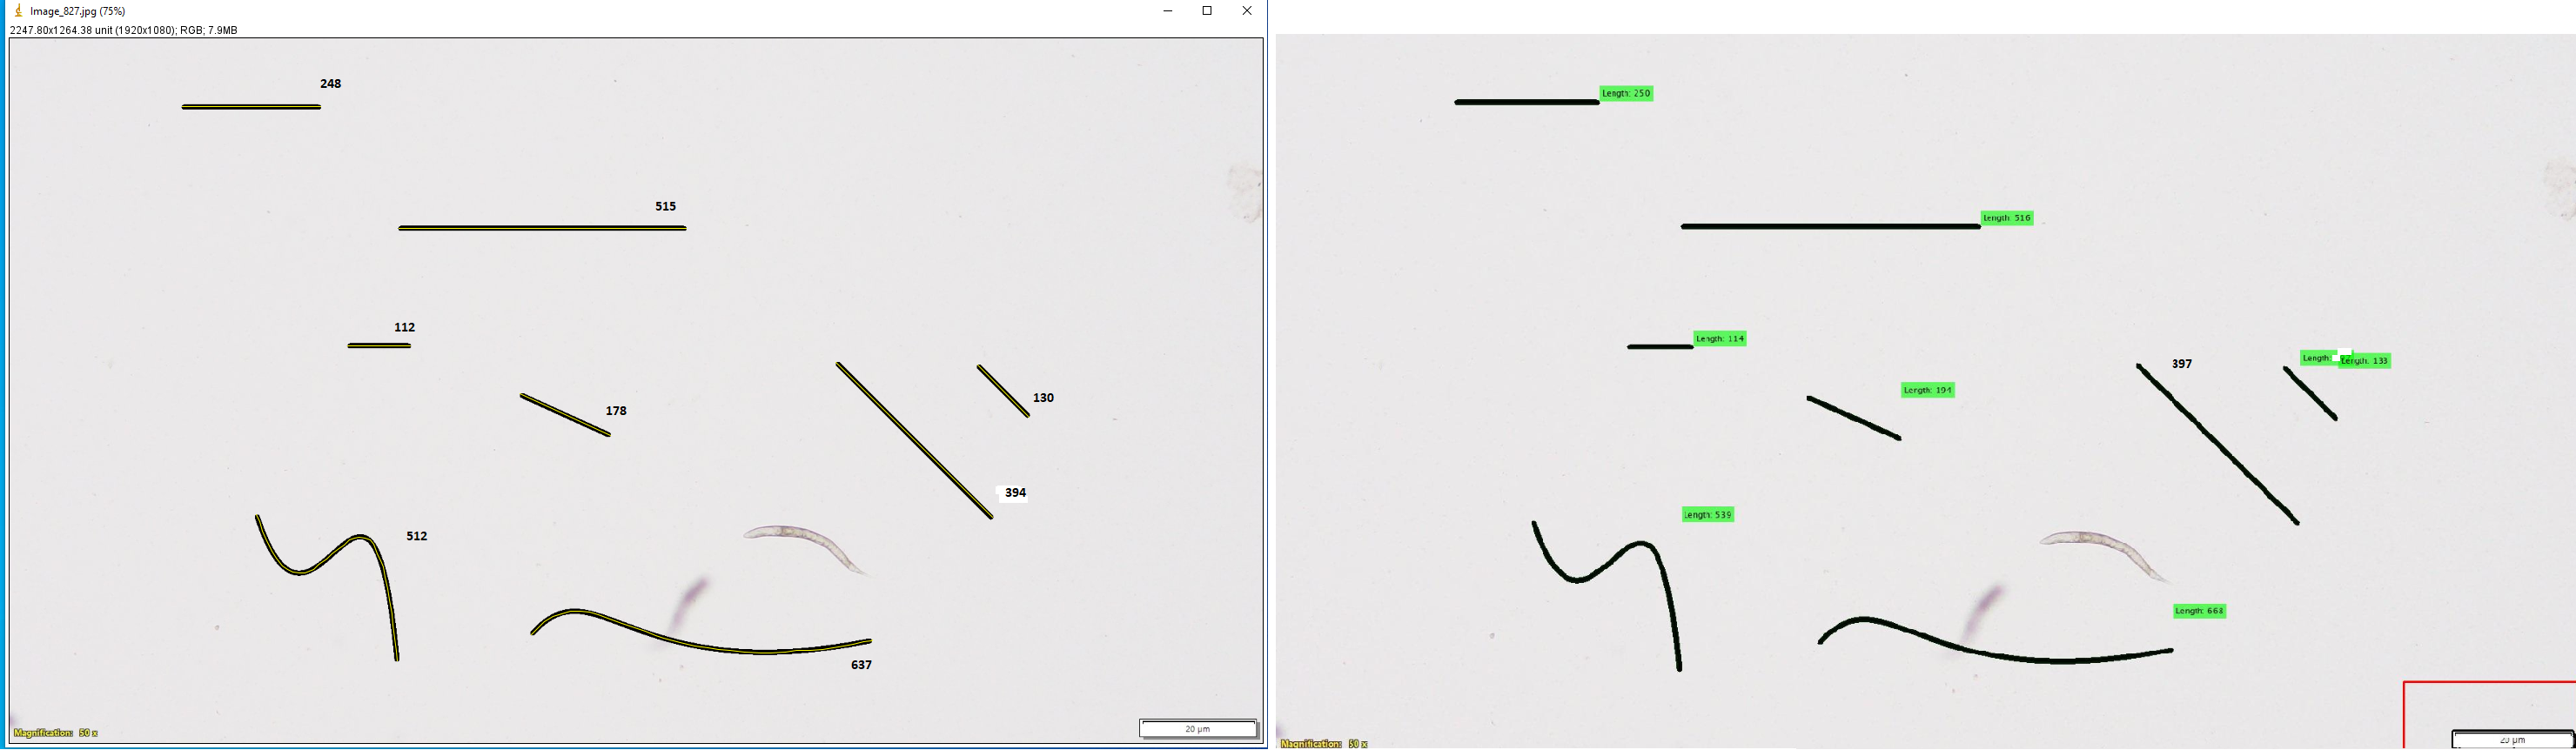 Image_827.jpg (75%)
2247.80x1264.38 unit (1920x1080); RGB; 7.9MB
248
515
112
178
130
394
512
637
Magnification: 50 x
20 µm
Length: 250
Length: 516
Length: 114
Length: 194
397
Length:
Length: 133
Length: 539
Length: 668
Magnification: 50 x
20 µm